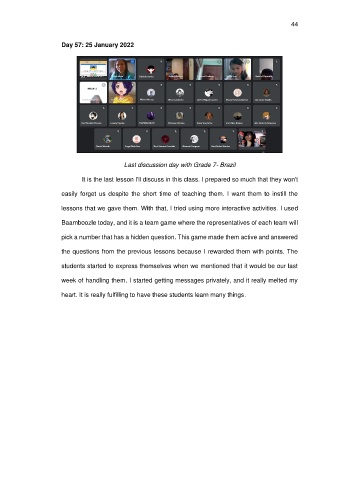 44
Day 57: 25 January 2022
Last discussion day with Grade 7- Brazil
It is the last lesson I'll discuss in this class. I prepared so much that they won't
easily forget us despite the short time of teaching them. I want them to instill the
lessons that we gave them. With that, I tried using more interactive activities. I used
Baamboozle today, and it is a team game where the representatives of each team will
pick a number that has a hidden question. This game made them active and answered
the questions from the previous lessons because I rewarded them with points. The
students started to express themselves when we mentioned that it would be our last
week of handling them. I started getting messages privately, and it really melted my
heart. It is really fulfilling to have these students learn many things.